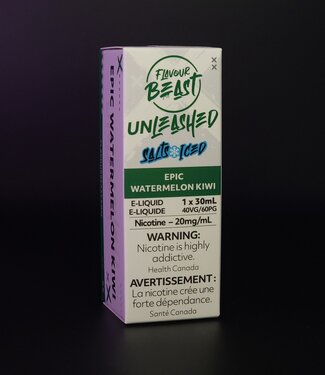 FLAVOUR
BEAST
UNLEASHED
SALTS ICED
EPIC
WATERMELON KIWI
E-LIQUID 1 x 30mL
E-LIQUIDE 40VG/60PG
Nicotine – 20mg/mL
WARNING:
Nicotine is highly
addictive.
Health Canada
AVERTISSEMENT :
La nicotine crée une
forte dépendance.
Santé Canada
EPIC WATERMELON KIWI